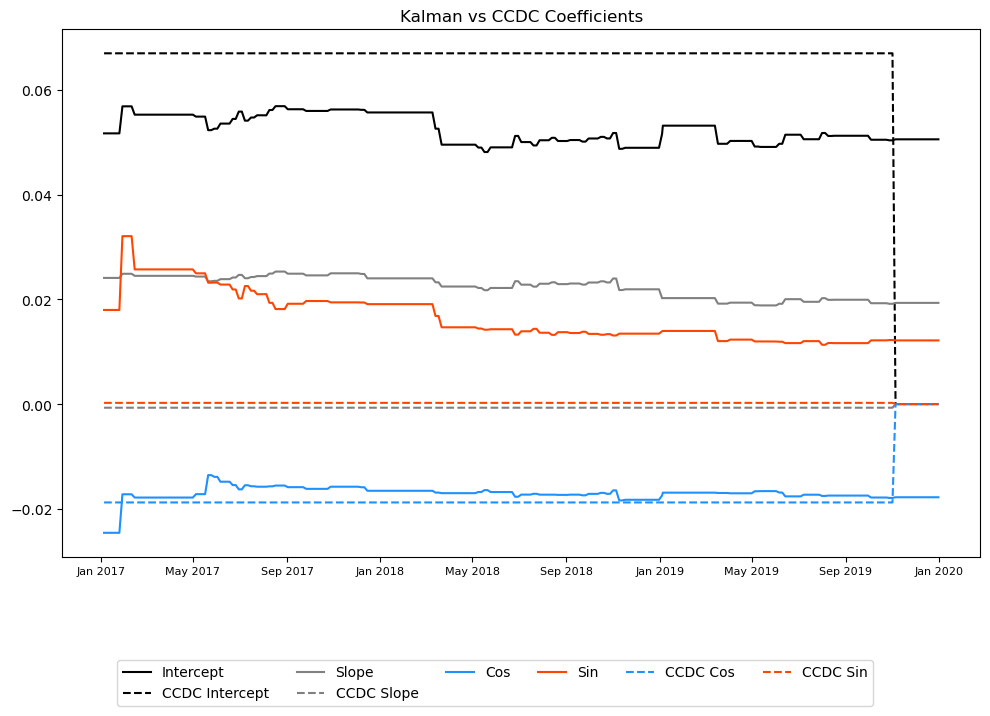 Kalman vs CCDC Coefficients
0.06
0.04
0.02
0.00
−0.02
Jan 2017 May 2017 Sep 2017 Jan 2018 May 2018 Sep 2018 Jan 2019 May 2019 Sep 2019 Jan 2020
Intercept Slope Cos Sin CCDC Cos CCDC Sin
CCDC Intercept CCDC Slope